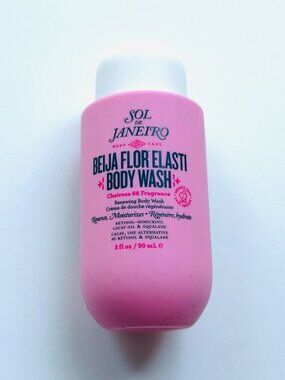 SOL
DE
JANEIRO
BODY CARE
BEIJA FLOR ELASTI
BODY WASH
Cheirosa 68 Fragrance
Renewing Body Wash
Crème de douche régénérante
Renews, Moisturizes • Régénère, hydrate
RETINOL-MIMICKING
CACAY OIL & SQUALANE
CACAY, UNE ALTERNATIVE
AU RÉTINOL & SQUALANE
3 fl oz / 90 mL e